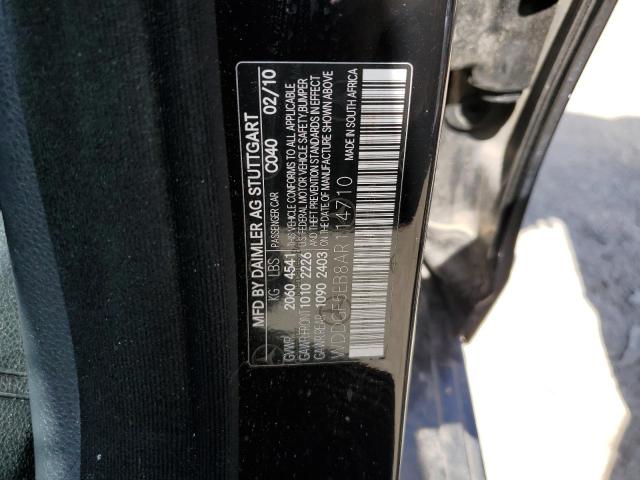 MFD BY DAIMLER AG STUTTGART
PASSENGER CAR C040 02/10
KG LBS
GVWR 2060 4541 THIS VEHICLE CONFORMS TO ALL APPLICABLE
GAWR FRONT 1010 2226 U.S. FEDERAL MOTOR VEHICLE SAFETY, BUMPER
GAWR REAR 1090 2403 AND THEFT PREVENTION STANDARDS IN EFFECT
ON THE DATE OF MANUFACTURE SHOWN ABOVE
MADE IN SOUTH AFRICA